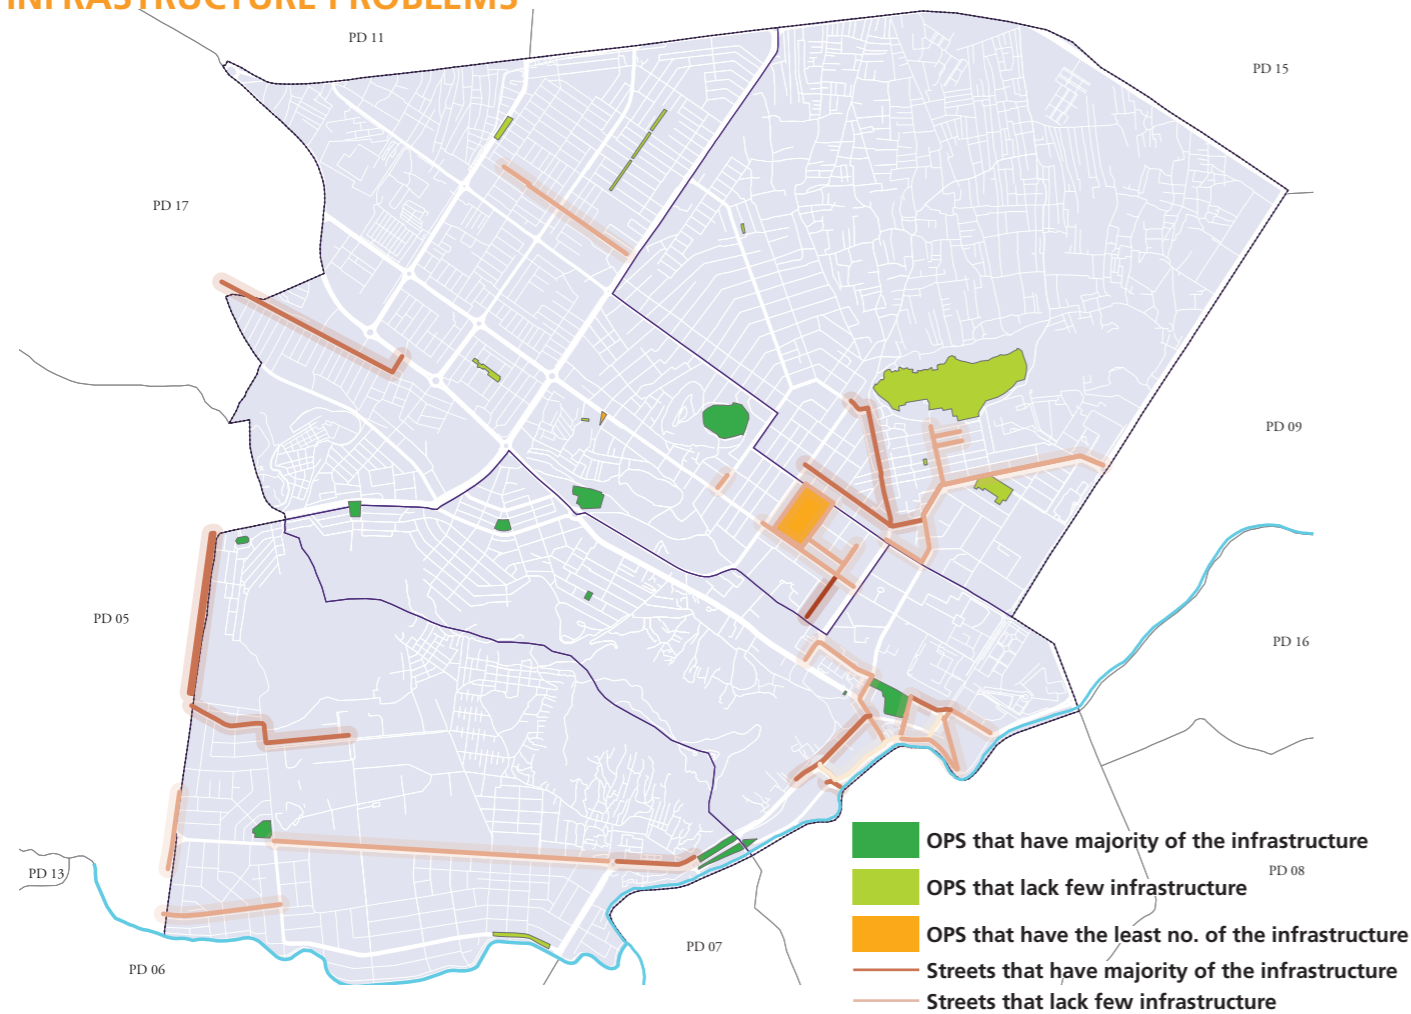 INFRASTRUCTURE PROBLEMS
PD 11
PD 15
PD 17
PD 09
PD 05
PD 16
OPS that have majority of the infrastructure
PD 13
PD 08
OPS that lack few infrastructure
OPS that have the least no. of the infrastructure
PD 07
PD 06
Streets that have majority of the infrastructure
Streets that lack few infrastructure